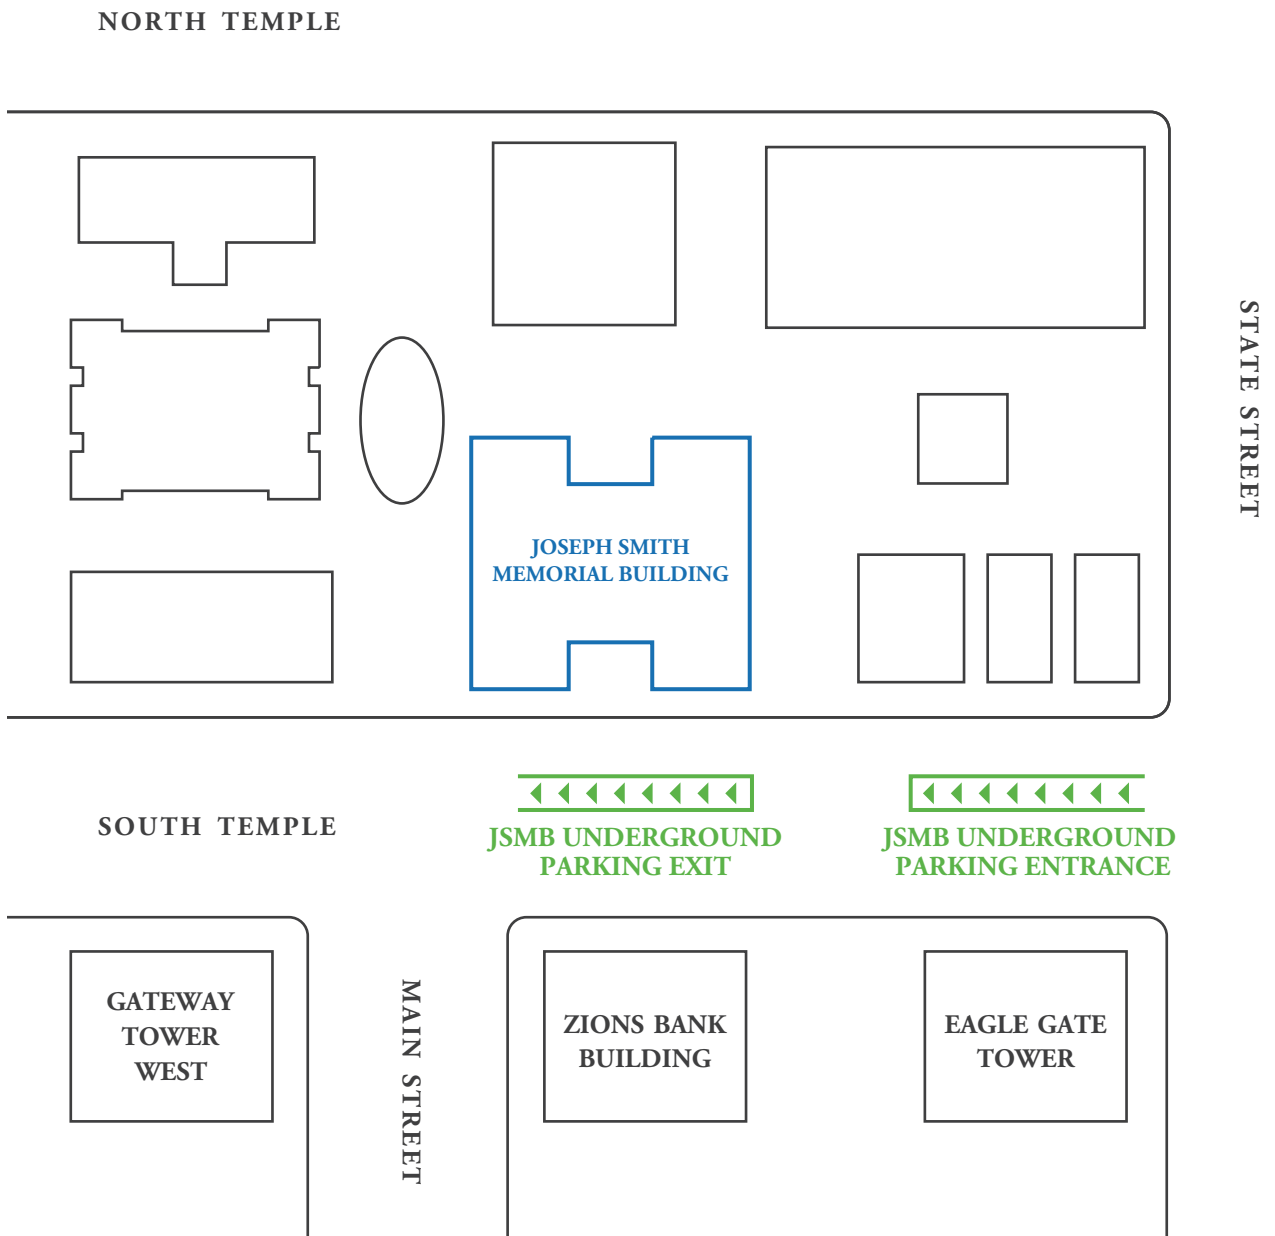 NORTH TEMPLE
STATE STREET
JOSEPH SMITH
MEMORIAL BUILDING
SOUTH TEMPLE
JSMB UNDERGROUND
PARKING EXIT
JSMB UNDERGROUND
PARKING ENTRANCE
GATEWAY
TOWER
WEST
MAIN STREET
ZIONS BANK
BUILDING
EAGLE GATE
TOWER